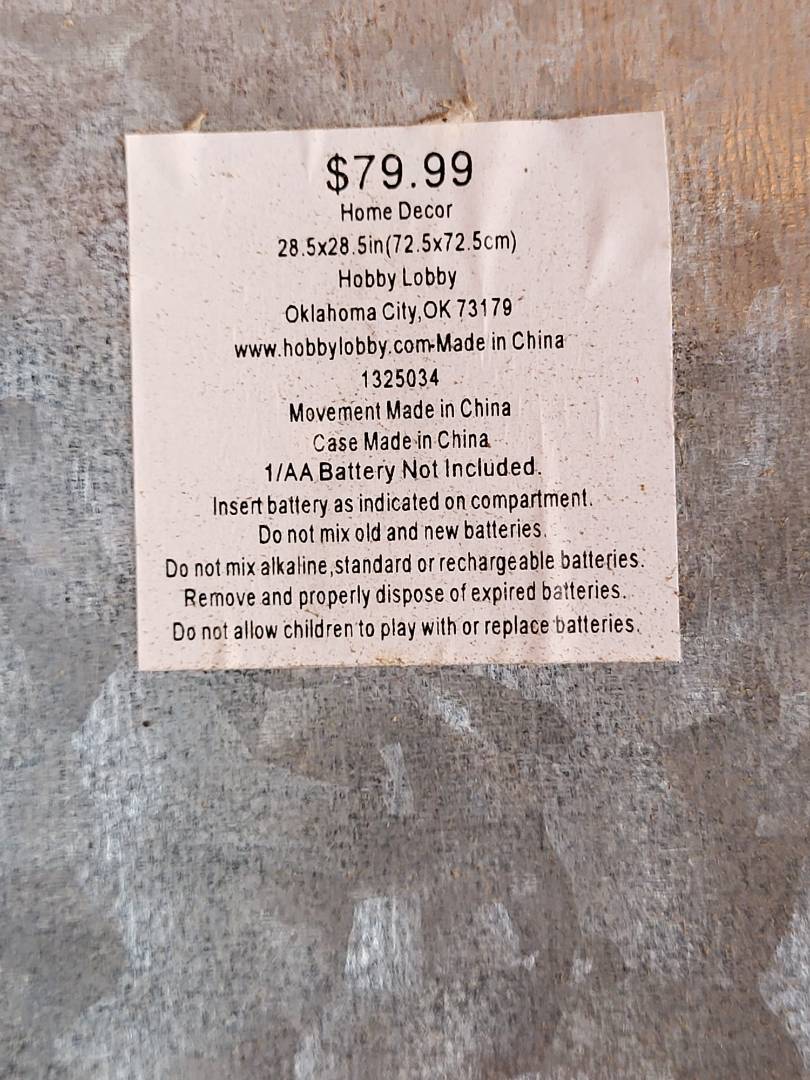 $79.99
Home Decor
28.5x28.5in(72.5x72.5cm)
Hobby Lobby
Oklahoma City,OK 73179
www.hobbylobby.com-Made in China
1325034
Movement Made in China
Case Made in China
1/AA Battery Not Included.
Insert battery as indicated on compartment.
Do not mix old and new batteries.
Do not mix alkaline,standard or rechargeable batteries.
Remove and properly dispose of expired batteries.
Do not allow children to play with or replace batteries.